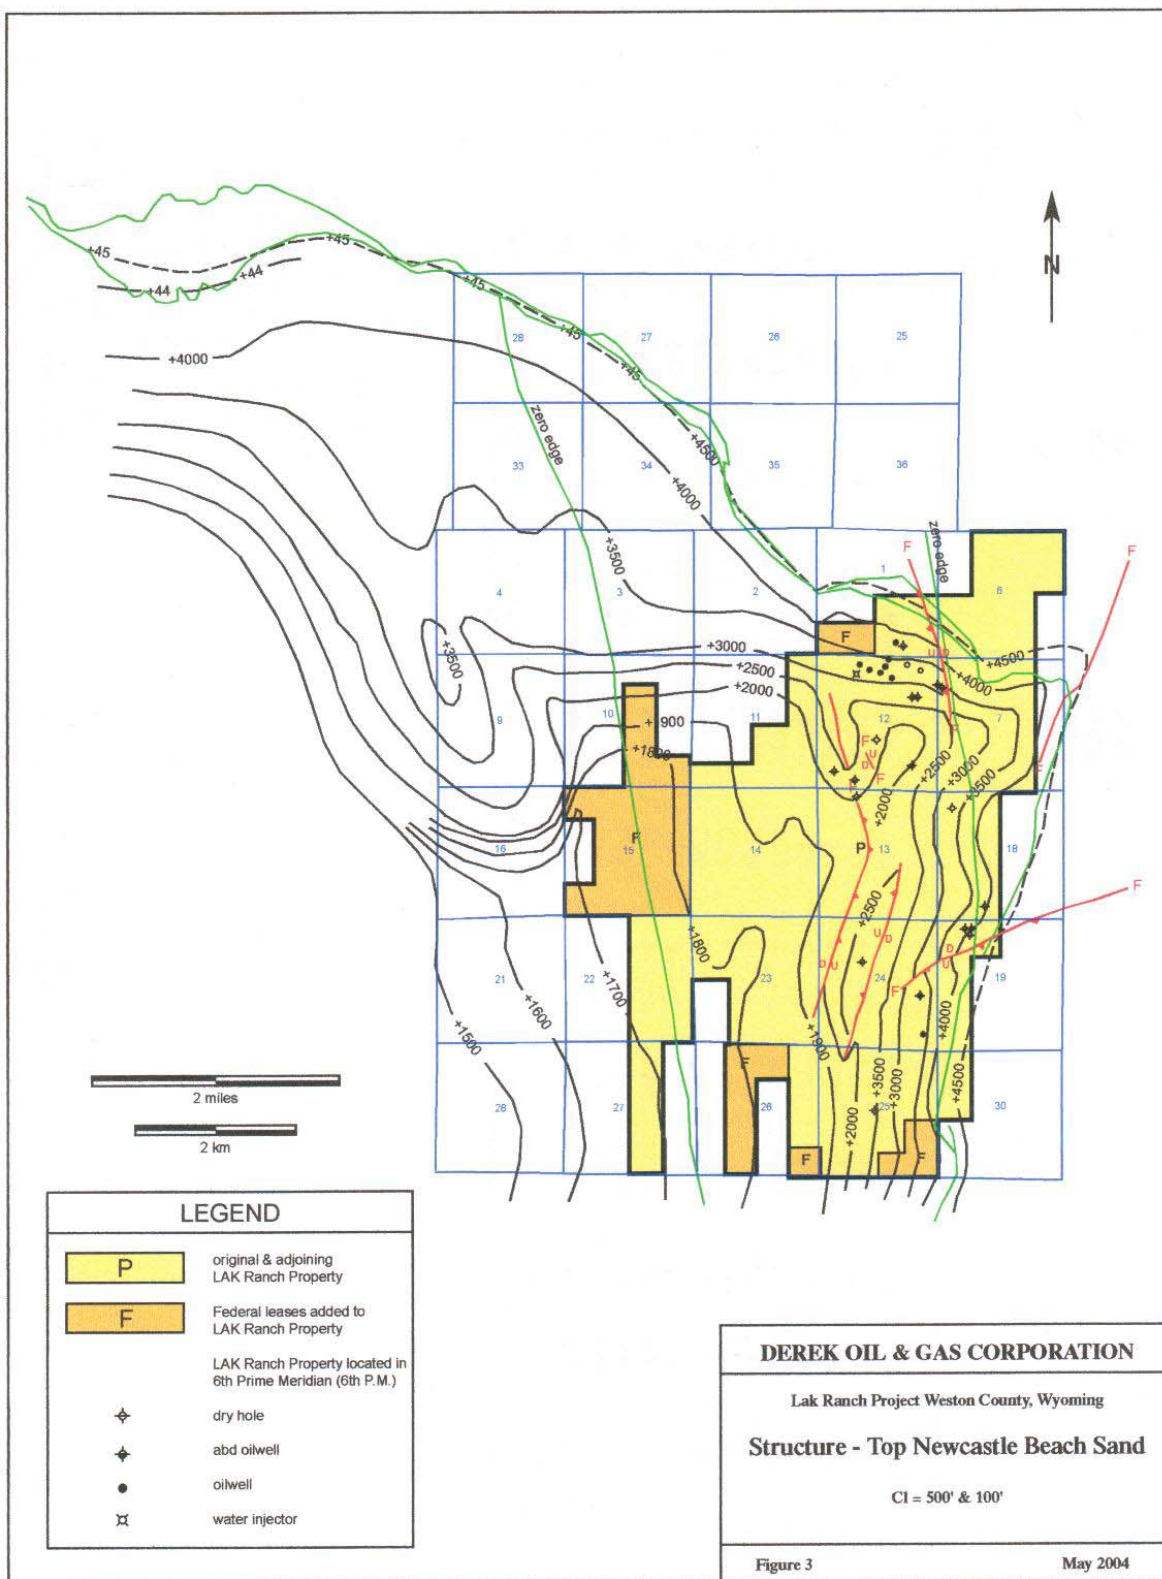 +45
+45
+44
+44
+45
N
+4000
28
+45
27
26
25
+45
zero edge
33
34
+4500
35
36
+4000
zero edge
F
F
+3500
1
4
3
2
8
F
U
D
+3000
+4500
+3500
+2500
+4000
+2000
10
11
12
7
9
+1900
F
+1800
F
U
D
+2500
+3000
F
F
F
+3500
+2000
F
16
15
14
P
13
18
F
+2500
U
D
D
U
+1800
D
U
21
22
23
24
19
F
+1700
+4000
+1600
+1500
+1900
F
+3500
+3000
+4500
28
27
26
25
30
+2000
F
F
2 miles
2 km
LEGEND
P
original & adjoining
LAK Ranch Property
F
Federal leases added to
LAK Ranch Property
LAK Ranch Property located in
6th Prime Meridian (6th P.M.)
dry hole
abd oilwell
oilwell
water injector
DEREK OIL & GAS CORPORATION
Lak Ranch Project Weston County, Wyoming
Structure - Top Newcastle Beach Sand
CI = 500' & 100'
Figure 3
May 2004